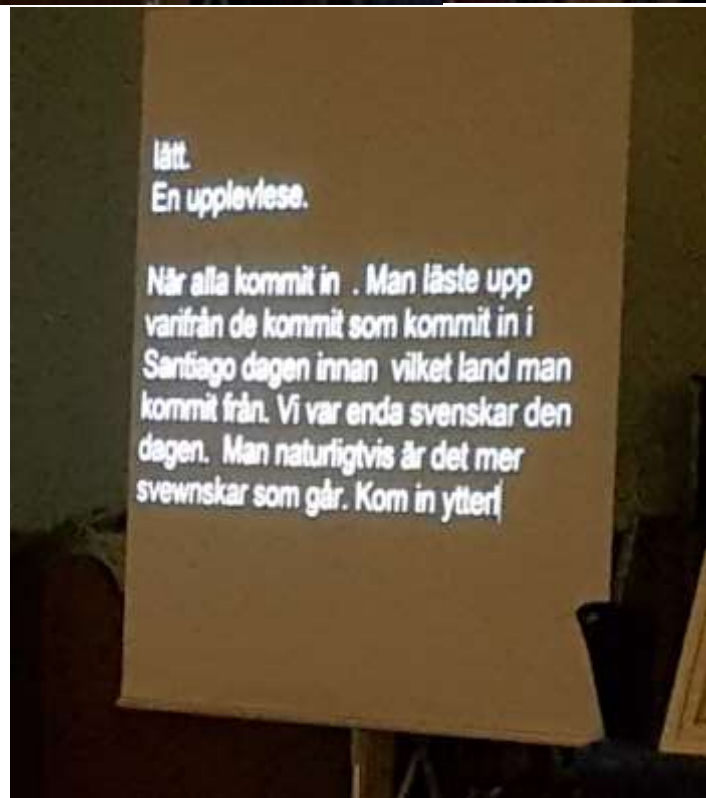 lätt.
En upplevlese.
När alla kommit in . Man läste upp
varifrån de kommit som kommit in i
Santiago dagen innan vilket land man
kommit från. Vi var enda svenskar den
dagen. Man naturligtvis är det mer
svewnskar som går. Kom in ytterl